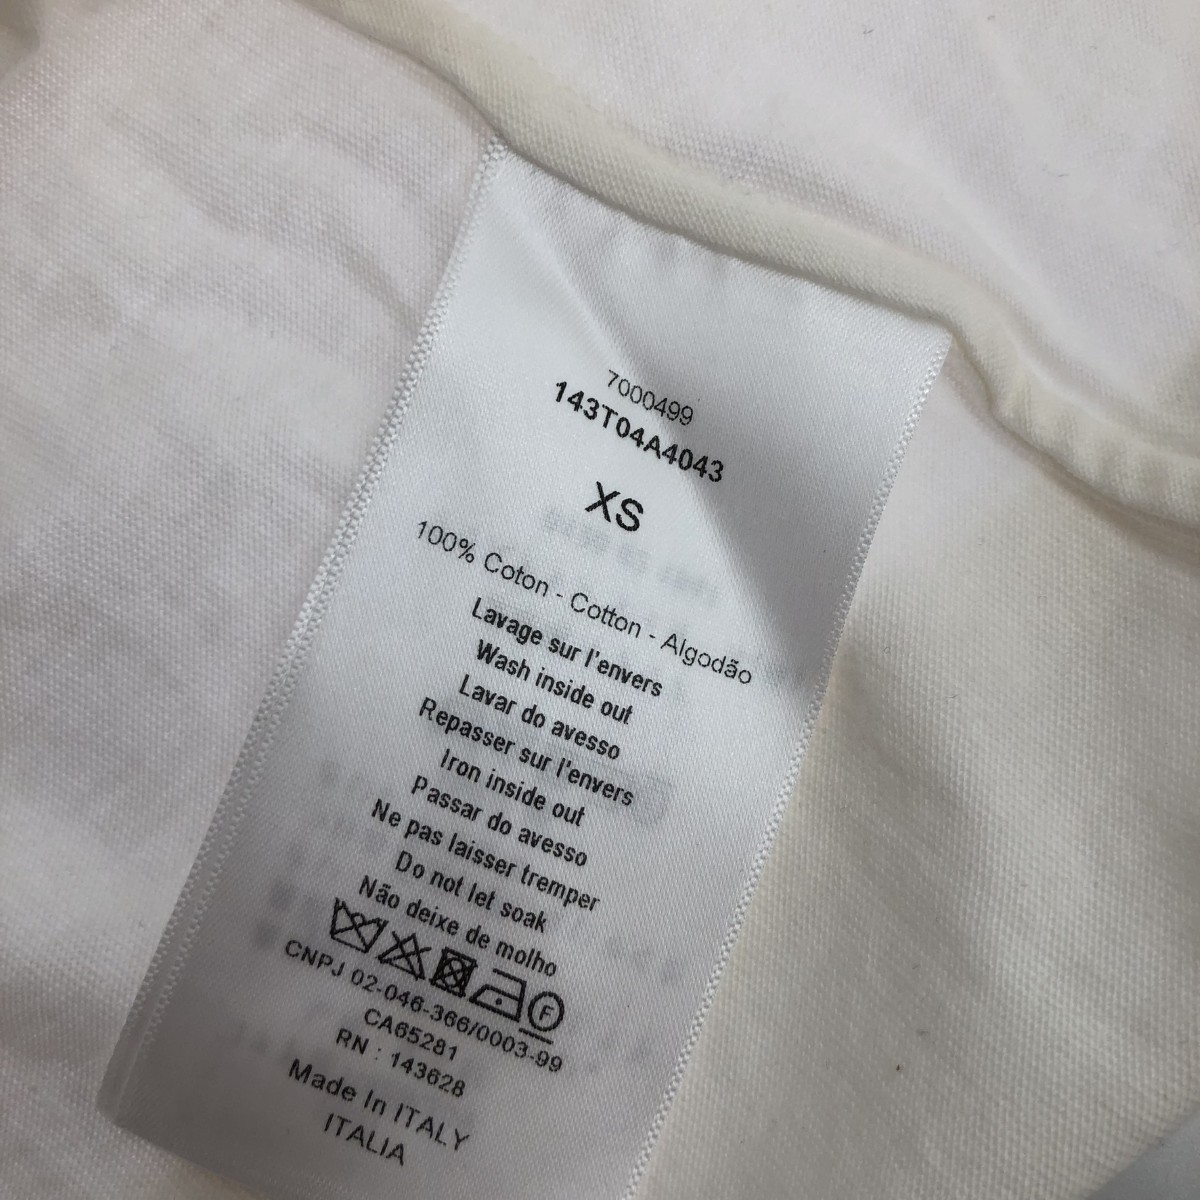 7000499
143T04A4043
XS
100% Coton - Cotton - Algodão
Lavage sur l'envers
Wash inside out
Lavar do avesso
Repasser sur l'envers
Iron inside out
Passar do avesso
Ne pas laisser tremper
Do not let soak
Não deixe de molho
F
CNPJ 02-046-366/0003-99
CA65281
RN : 143628
Made In ITALY
ITALIA